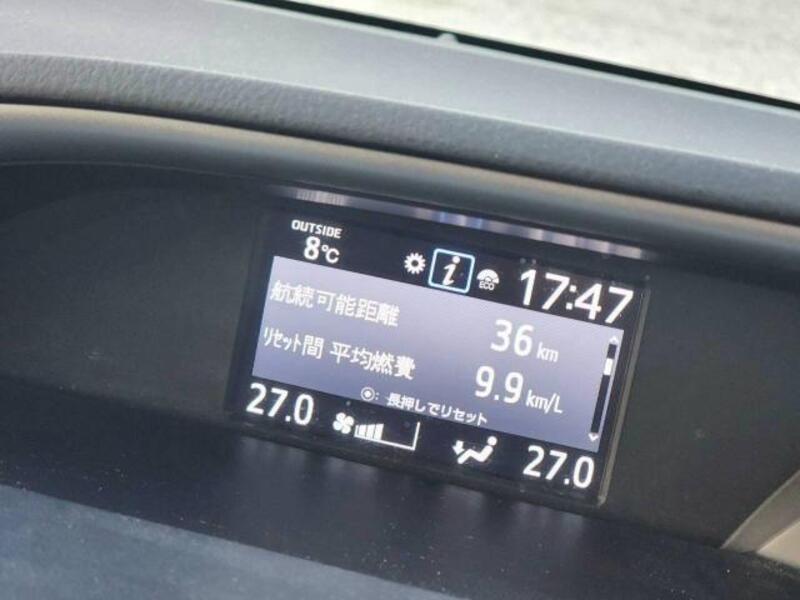 OUTSIDE
8℃
i
ECO
17:47
航続可能距離 36 km
リセット間 平均燃費 9.9 km/L
◉: 長押しでリセット
27.0
27.0